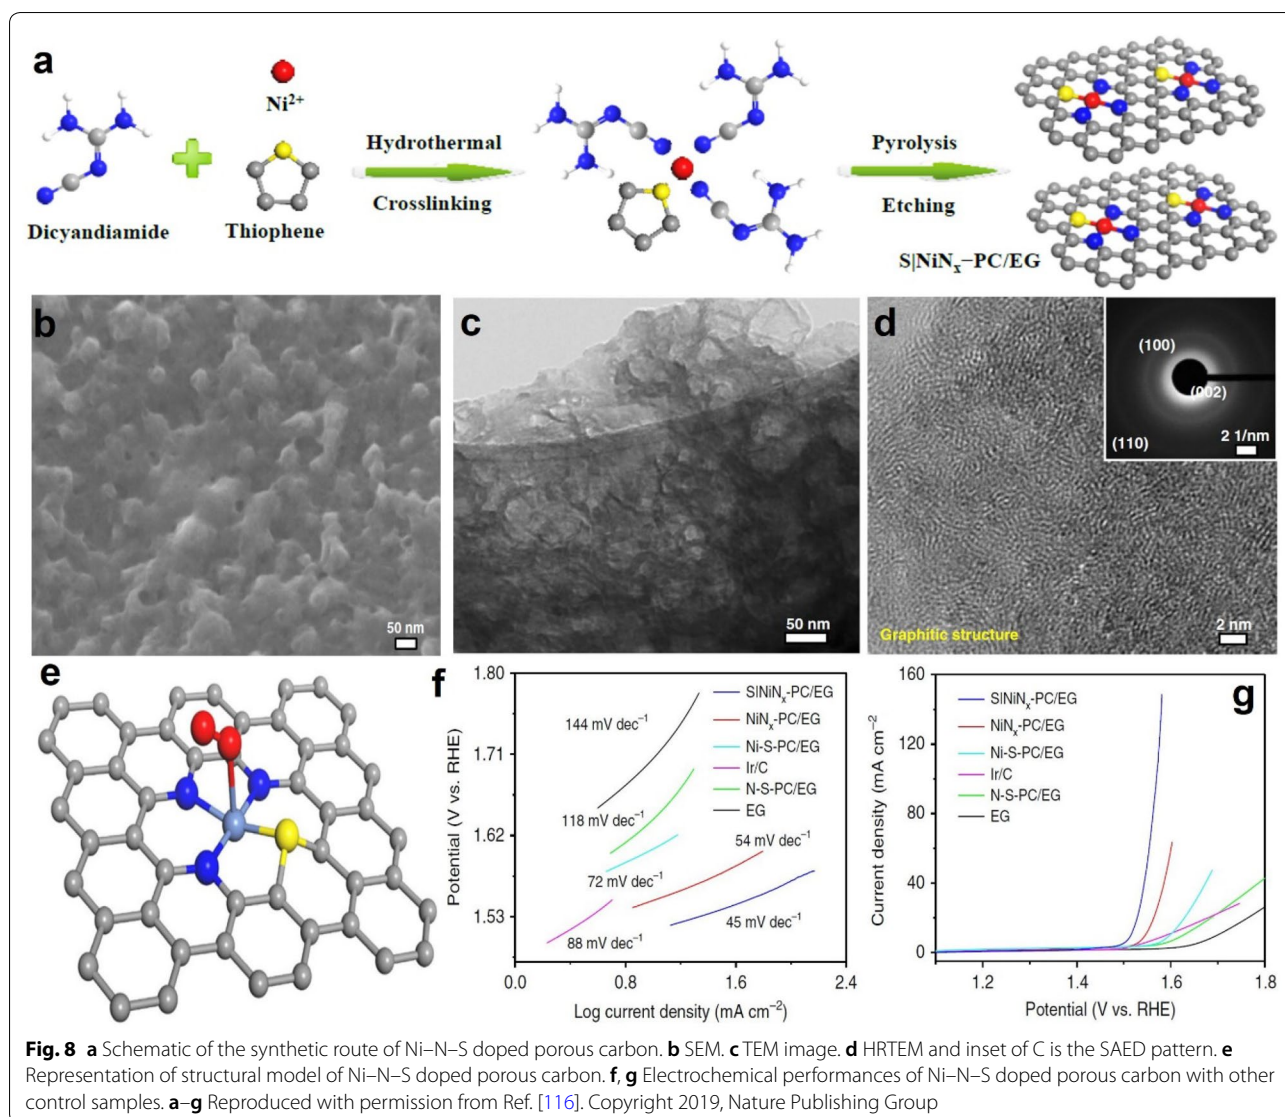 a
Ni²⁺
Dicyandiamide
Thiophene
Hydrothermal
Crosslinking
Pyrolysis
Etching
S|NiNₓ−PC/EG
b
50 nm
c
50 nm
d
(100)
(002)
(110)
2 1/nm
Graphitic structure
2 nm
e
f
1.80
1.71
1.62
1.53
Potential (V vs. RHE)
0.0
0.8
1.6
2.4
Log current density (mA cm⁻²)
144 mV dec⁻¹
118 mV dec⁻¹
72 mV dec⁻¹
88 mV dec⁻¹
54 mV dec⁻¹
45 mV dec⁻¹
S|NiNₓ-PC/EG
NiNₓ-PC/EG
Ni-S-PC/EG
Ir/C
N-S-PC/EG
EG
g
160
120
80
40
0
Current density (mA cm⁻²)
1.2
1.4
1.6
1.8
Potential (V vs. RHE)
S|NiNₓ-PC/EG
NiNₓ-PC/EG
Ni-S-PC/EG
Ir/C
N-S-PC/EG
EG
Fig. 8 a Schematic of the synthetic route of Ni–N–S doped porous carbon. b SEM. c TEM image. d HRTEM and inset of C is the SAED pattern. e
Representation of structural model of Ni–N–S doped porous carbon. f, g Electrochemical performances of Ni–N–S doped porous carbon with other
control samples. a–g Reproduced with permission from Ref. [116]. Copyright 2019, Nature Publishing Group